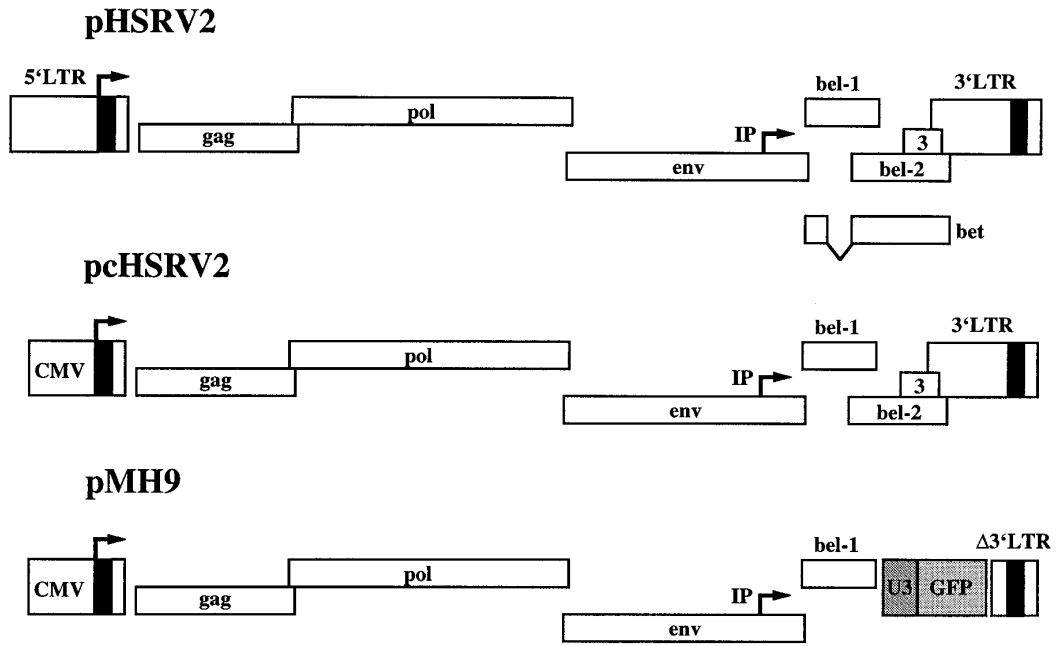 pHSRV2
5‘LTR
bel-1
3‘LTR
pol
gag
IP
3
env
bel-2
bet
pcHSRV2
bel-1
3‘LTR
CMV
pol
gag
IP
3
env
bel-2
pMH9
bel-1
Δ3‘LTR
CMV
pol
U3
GFP
gag
IP
env